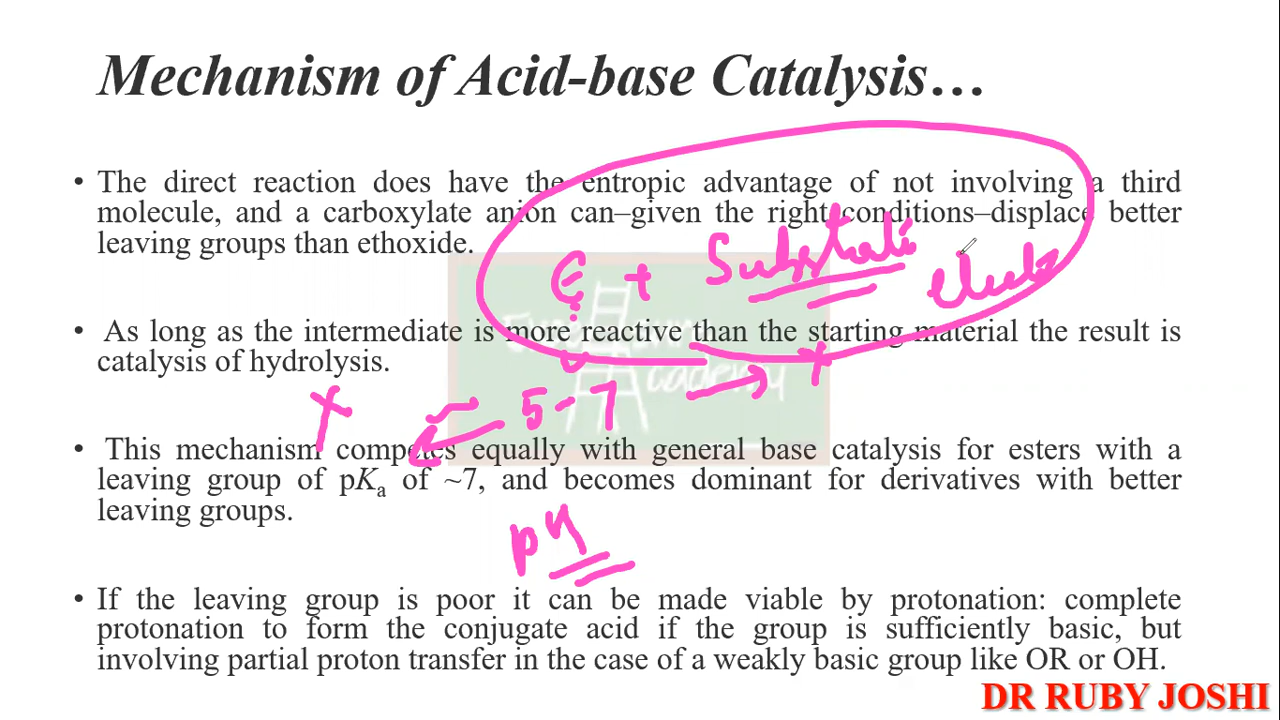 Mechanism of Acid-base Catalysis…
• The direct reaction does have the entropic advantage of not involving a third
molecule, and a carboxylate anion can–given the right conditions–displace better
leaving groups than ethoxide.
E + Substrate
• As long as the intermediate is more reactive than the starting material the result is
catalysis of hydrolysis.
5-7
• This mechanism competes equally with general base catalysis for esters with a
leaving group of pKa of ~7, and becomes dominant for derivatives with better
leaving groups.
pH
• If the leaving group is poor it can be made viable by protonation: complete
protonation to form the conjugate acid if the group is sufficiently basic, but
involving partial proton transfer in the case of a weakly basic group like OR or OH.
DR RUBY JOSHI